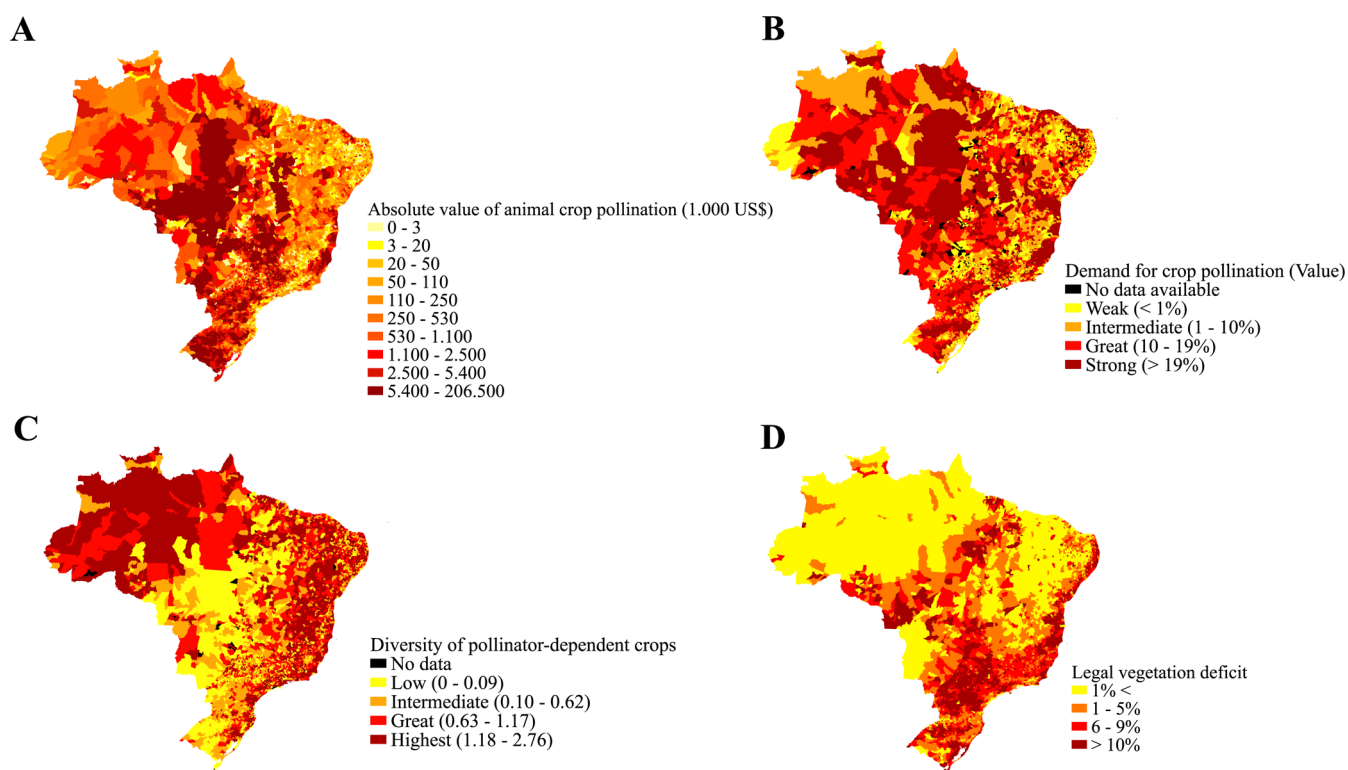 A
Absolute value of animal crop pollination (1.000 US$)
0 - 3
3 - 20
20 - 50
50 - 110
110 - 250
250 - 530
530 - 1.100
1.100 - 2.500
2.500 - 5.400
5.400 - 206.500
B
Demand for crop pollination (Value)
No data available
Weak (< 1%)
Intermediate (1 - 10%)
Great (10 - 19%)
Strong (> 19%)
C
Diversity of pollinator-dependent crops
No data
Low (0 - 0.09)
Intermediate (0.10 - 0.62)
Great (0.63 - 1.17)
Highest (1.18 - 2.76)
D
Legal vegetation deficit
1% <
1 - 5%
6 - 9%
> 10%